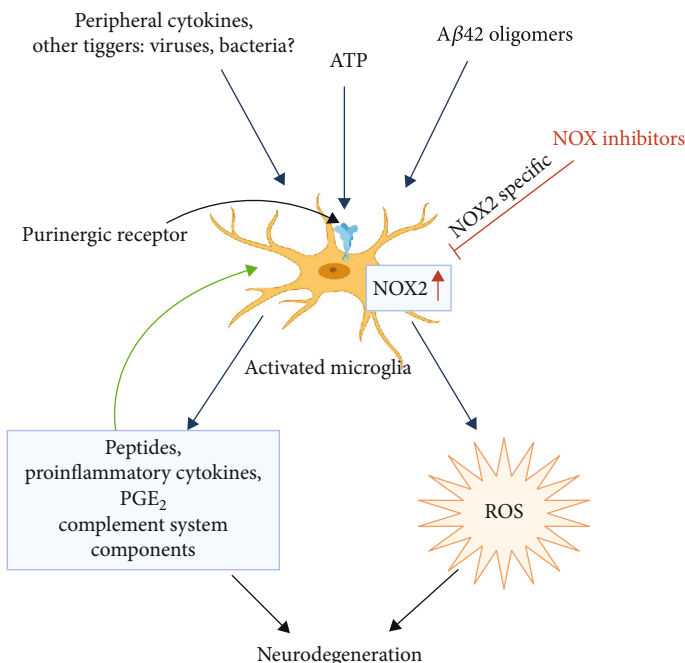 Peripheral cytokines,
other tiggers: viruses, bacteria?
ATP
Aβ42 oligomers
NOX inhibitors
NOX2 specific
Purinergic receptor
NOX2
Activated microglia
Peptides,
proinflammatory cytokines,
PGE₂
complement system
components
ROS
Neurodegeneration